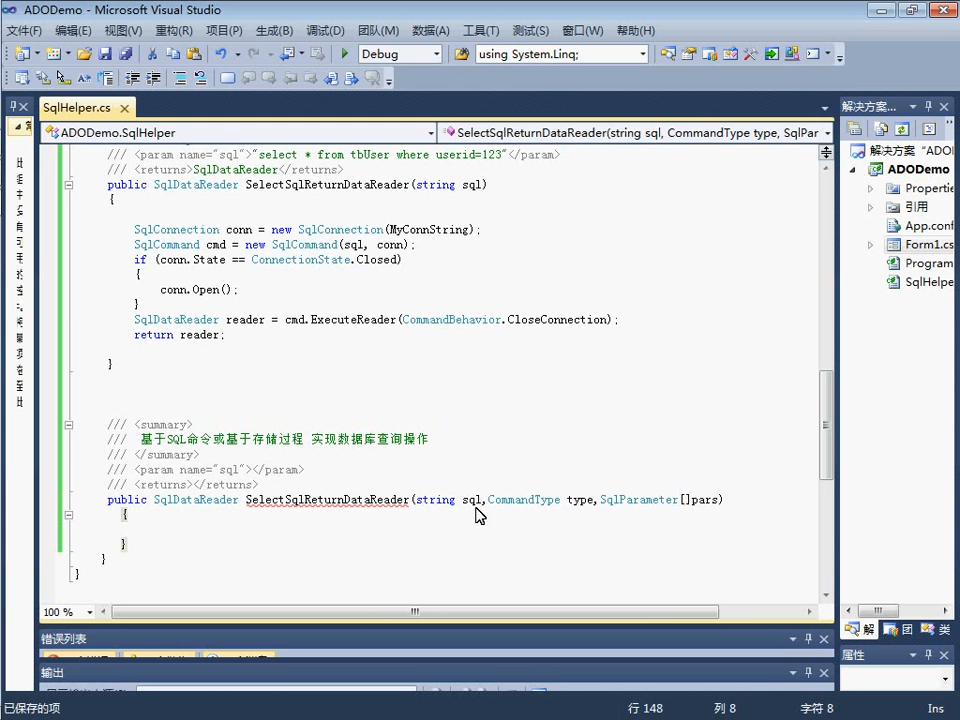 ADODemo - Microsoft Visual Studio
文件(F) 编辑(E) 视图(V) 重构(R) 项目(P) 生成(B) 调试(D) 团队(M) 数据(A) 工具(T) 测试(S) 窗口(W) 帮助(H)
Debug using System.Linq;
SqlHelper.cs
解决方案...
ADODemo.SqlHelper SelectSqlReturnDataReader(string sql, CommandType type, SqlPar
/// <param name="sql">"select * from tbUser where userid=123"</param>
/// <returns>SqlDataReader</returns>
public SqlDataReader SelectSqlReturnDataReader(string sql)
{
SqlConnection conn = new SqlConnection(MyConnString);
SqlCommand cmd = new SqlCommand(sql, conn);
if (conn.State == ConnectionState.Closed)
{
conn.Open();
}
SqlDataReader reader = cmd.ExecuteReader(CommandBehavior.CloseConnection);
return reader;
}
/// <summary>
/// 基于SQL命令或基于存储过程 实现数据库查询操作
/// </summary>
/// <param name="sql"></param>
/// <returns></returns>
public SqlDataReader SelectSqlReturnDataReader(string sql,CommandType type,SqlParameter[]pars)
{
}
}
}
100 %
解决方案 "ADOI
ADODemo
Propertie
引用
App.conf
Form1.cs
Program
SqlHelpe
解 团 类
错误列表
属性
输出
已保存的项 行 148 列 8 字符 8 Ins